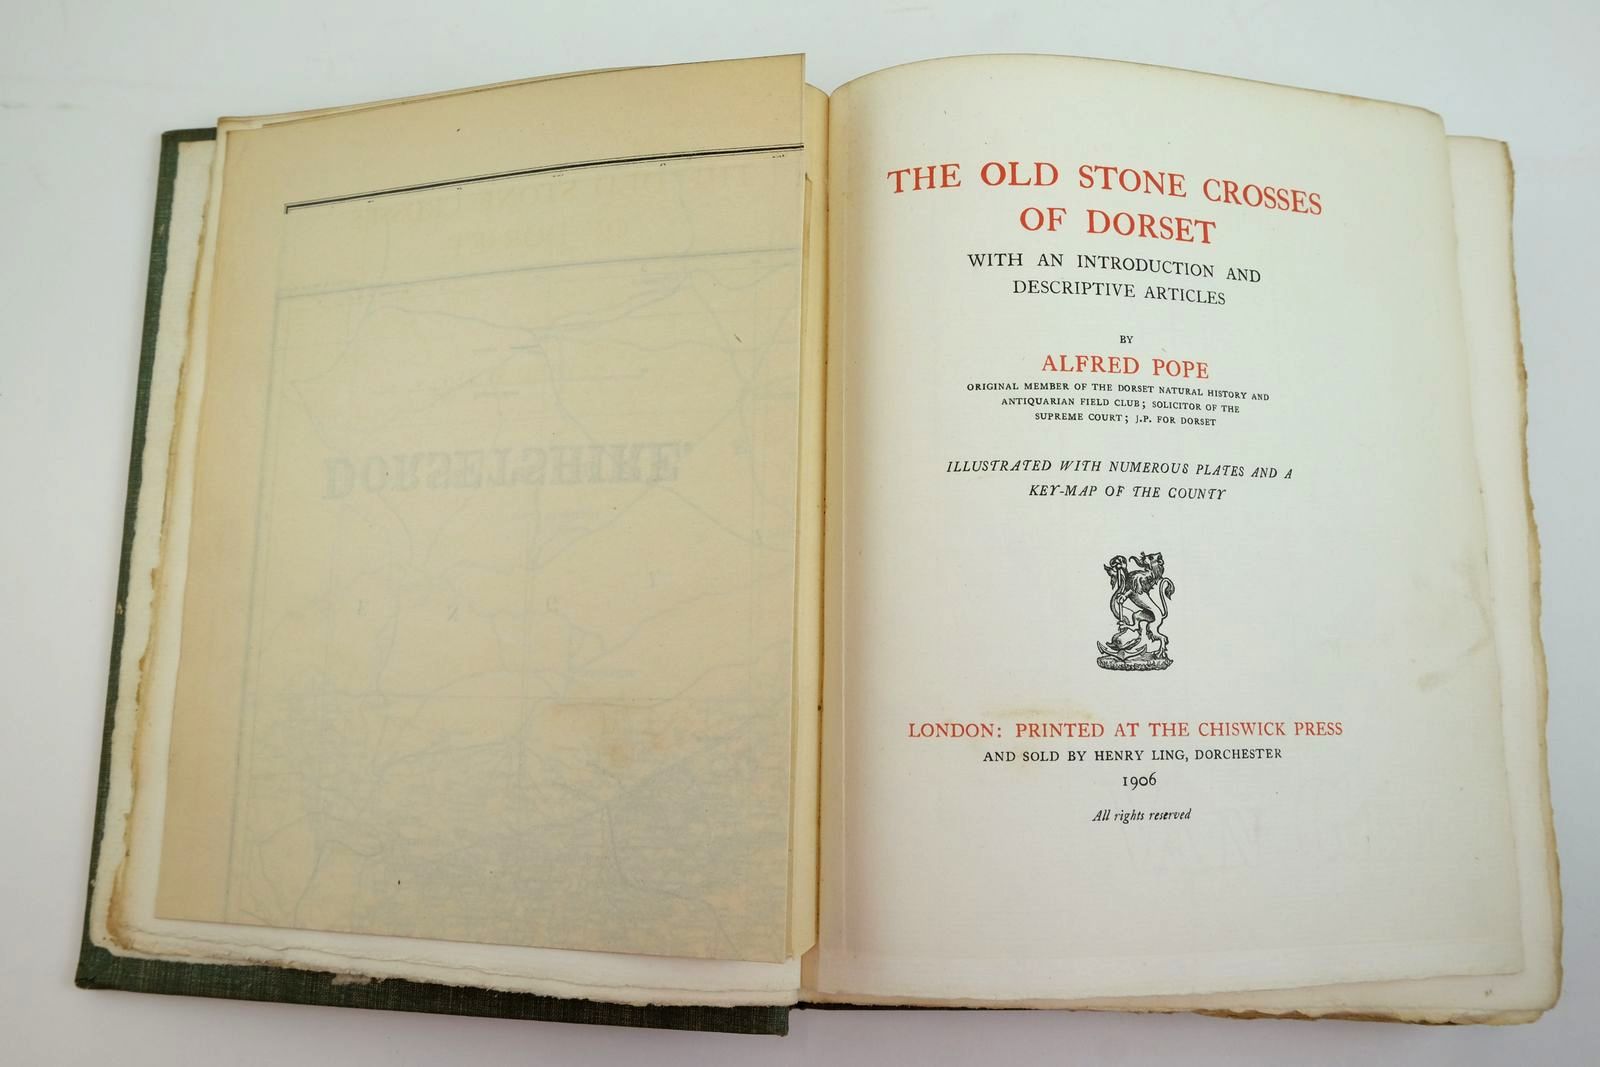 DORSETSHIRE.
E N G
THE OLD STONE CROSSES
OF DORSET
WITH AN INTRODUCTION AND
DESCRIPTIVE ARTICLES
BY
ALFRED POPE
ORIGINAL MEMBER OF THE DORSET NATURAL HISTORY AND
ANTIQUARIAN FIELD CLUB; SOLICITOR OF THE
SUPREME COURT; J.P. FOR DORSET
ILLUSTRATED WITH NUMEROUS PLATES AND A
KEY-MAP OF THE COUNTY
LONDON: PRINTED AT THE CHISWICK PRESS
AND SOLD BY HENRY LING, DORCHESTER
1906
All rights reserved